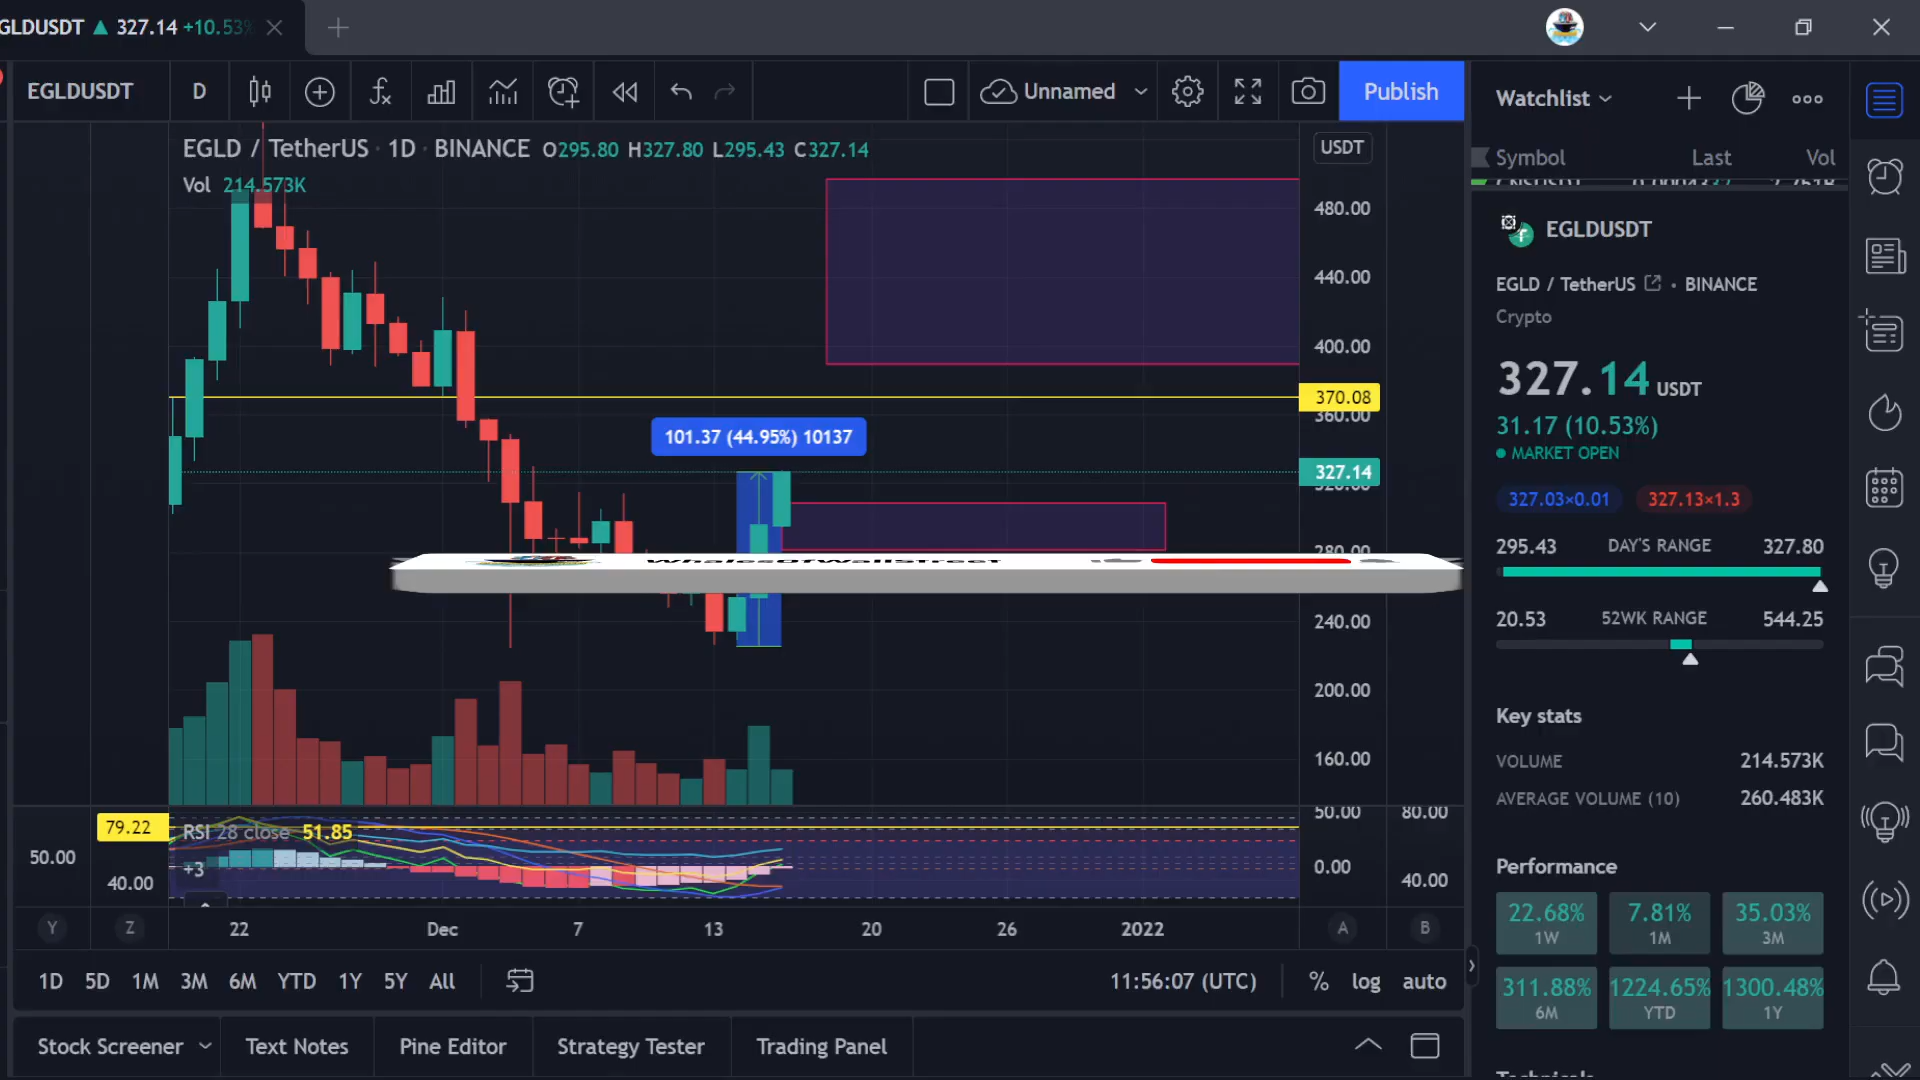 GLDUSDT ▲ 327.14 +10.53%
EGLDUSDT D Unnamed Publish
EGLD / TetherUS · 1D · BINANCE O295.80 H327.80 L295.43 C327.14
Vol 214.573K
USDT
480.00
440.00
400.00
370.08
360.00
327.14
280.00
240.00
200.00
160.00
101.37 (44.95%) 10137
WhalesOfWallStreet
79.22
50.00
40.00
RSI 28 close 51.85
+3
50.00 80.00
0.00
40.00
Y Z 22 Dec 7 13 20 26 2022 A B
1D 5D 1M 3M 6M YTD 1Y 5Y All 11:56:07 (UTC) % log auto
Stock Screener Text Notes Pine Editor Strategy Tester Trading Panel
Watchlist
Symbol Last Vol
EGLDUSDT
EGLD / TetherUS • BINANCE
Crypto
327.14 USDT
31.17 (10.53%)
MARKET OPEN
327.03×0.01 327.13×1.3
295.43 DAY'S RANGE 327.80
20.53 52WK RANGE 544.25
Key stats
VOLUME 214.573K
AVERAGE VOLUME (10) 260.483K
Performance
22.68% 7.81% 35.03%
1W 1M 3M
311.88% 1224.65% 1300.48%
6M YTD 1Y